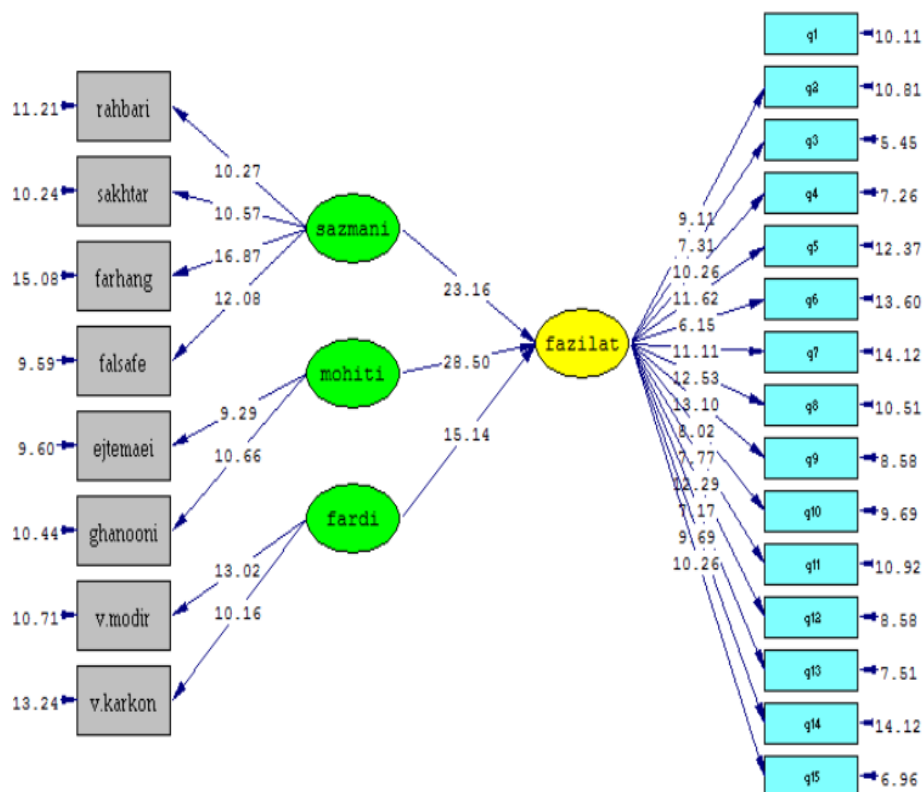 11.21 rahbari
10.24 sakhtar
15.08 farhang
9.59 falsafe
9.60 ejtemaei
10.44 ghanooni
10.71 v.modir
13.24 v.karkon
10.27
10.57
16.87
12.08
9.29
10.66
13.02
10.16
sazmani
mohiti
fardi
23.16
28.50
15.14
fazilat
9.11
7.31
10.26
11.62
6.15
11.11
12.53
13.10
8.02
7.77
12.29
7.17
9.69
10.26
q1 10.11
q2 10.81
q3 5.45
q4 7.26
q5 12.37
q6 13.60
q7 14.12
q8 10.51
q9 8.58
q10 9.69
q11 10.92
q12 8.58
q13 7.51
q14 14.12
q15 6.96